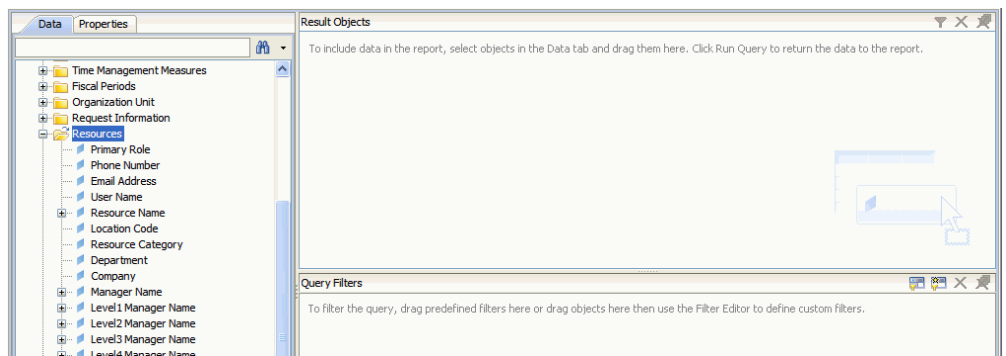 Data Properties
Time Management Measures
Fiscal Periods
Organization Unit
Request Information
Resources
Primary Role
Phone Number
Email Address
User Name
Resource Name
Location Code
Resource Category
Department
Company
Manager Name
Level1 Manager Name
Level2 Manager Name
Level3 Manager Name
Level4 Manager Name
Result Objects
To include data in the report, select objects in the Data tab and drag them here. Click Run Query to return the data to the report.
Query Filters
To filter the query, drag predefined filters here or drag objects here then use the Filter Editor to define custom filters.